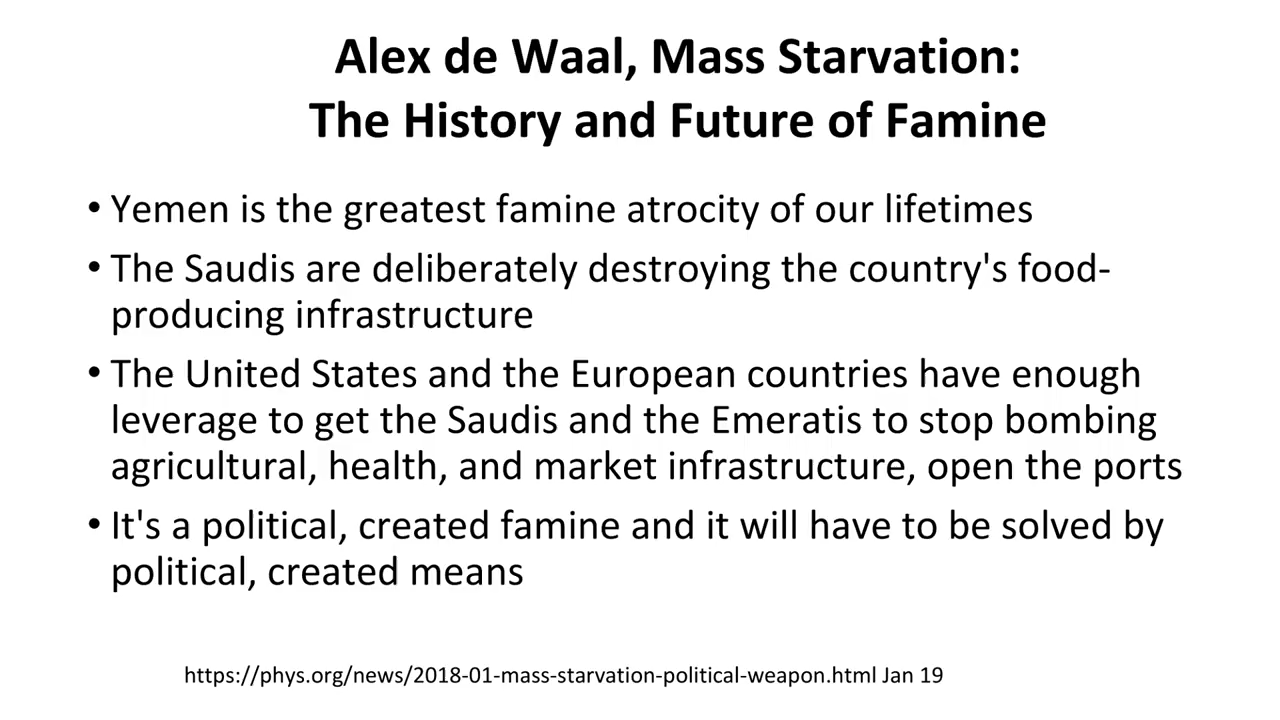 Alex de Waal, Mass Starvation:
The History and Future of Famine
• Yemen is the greatest famine atrocity of our lifetimes
• The Saudis are deliberately destroying the country's food-
producing infrastructure
• The United States and the European countries have enough
leverage to get the Saudis and the Emeratis to stop bombing
agricultural, health, and market infrastructure, open the ports
• It's a political, created famine and it will have to be solved by
political, created means
https://phys.org/news/2018-01-mass-starvation-political-weapon.html Jan 19